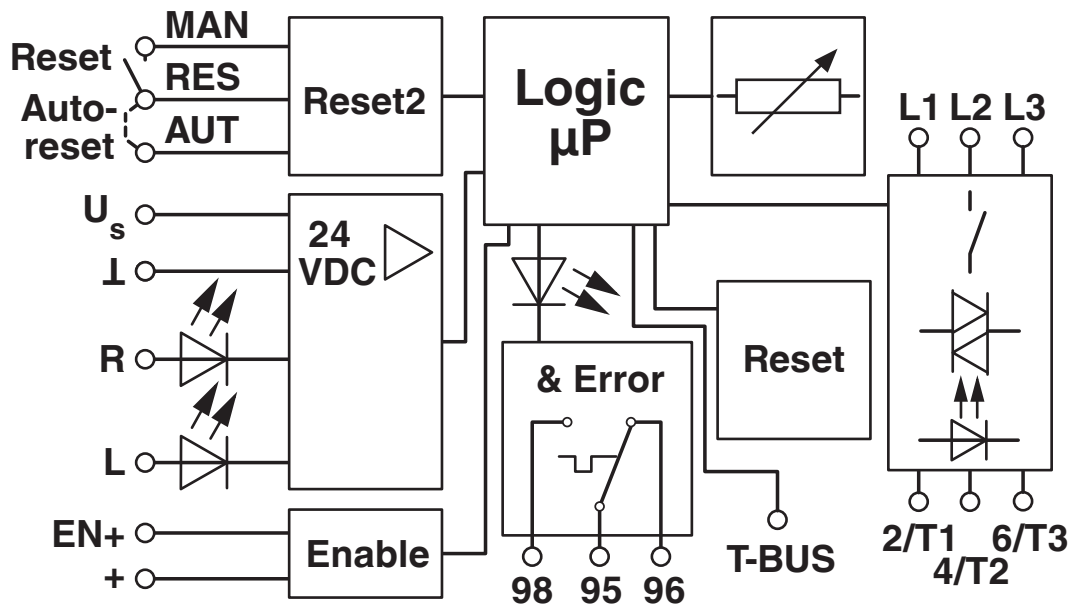 MAN
Reset
RES
Auto-
reset
AUT
Reset2
Logic
µP
L1 L2 L3
Us
⊥
24
VDC
R
L
& Error
Reset
EN+
+
Enable
98 95 96
T-BUS
2/T1 6/T3
4/T2